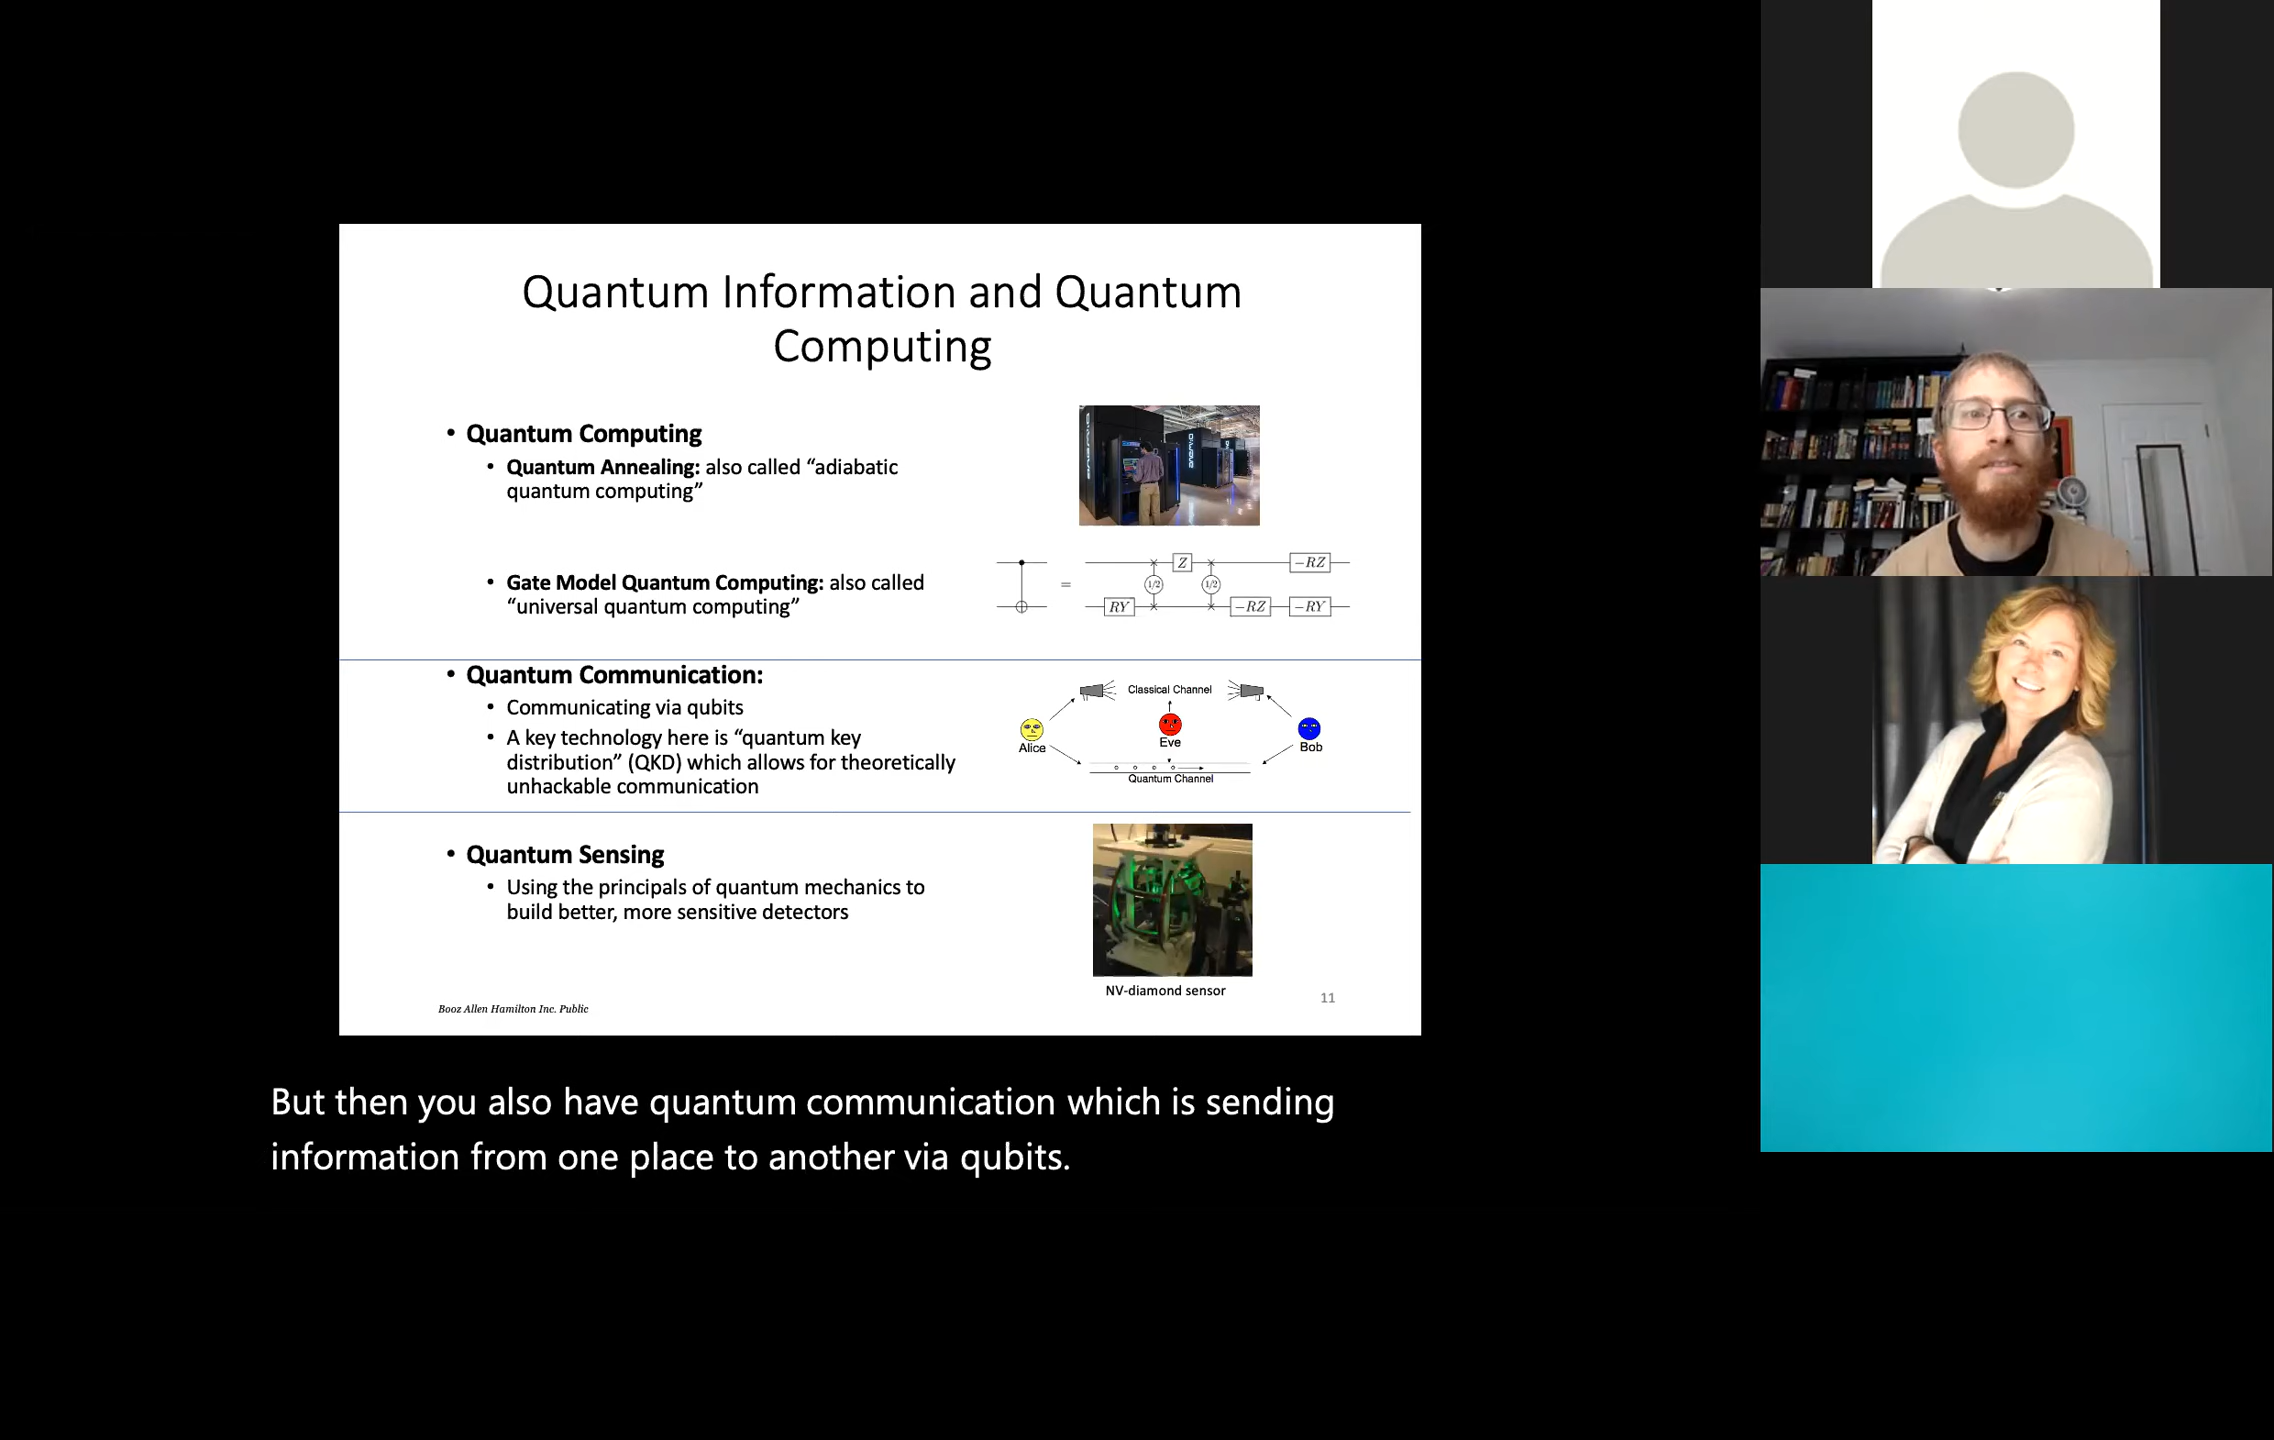 Quantum Information and Quantum
Computing
• Quantum Computing
• Quantum Annealing: also called “adiabatic
quantum computing”
• Gate Model Quantum Computing: also called
“universal quantum computing”
=
Z
1/2
1/2
−RZ
RY
−RZ
−RY
• Quantum Communication:
• Communicating via qubits
• A key technology here is “quantum key
distribution” (QKD) which allows for theoretically
unhackable communication
Classical Channel
Alice
Eve
Bob
Quantum Channel
• Quantum Sensing
• Using the principals of quantum mechanics to
build better, more sensitive detectors
NV-diamond sensor
Booz Allen Hamilton Inc. Public
11
But then you also have quantum communication which is sending
information from one place to another via qubits.